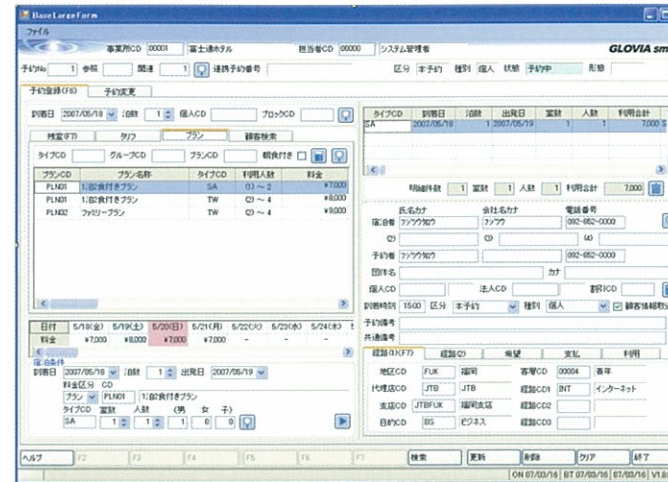 BaseLargeForm
ファイル
事業所CD 00001 富士通ホテル 担当者CD 00000 システム管理者 GLOVIA sm
予約No 1 参照 関連 1 連携予約番号 区分 本予約 種別 個人 状態 予約中 形態
予約登録(F6) 予約変更
到着日 2007/05/18 泊数 1 個人CD ブロックCD
残室(F7) タリフ プラン 顧客検索
タイプCD グループCD プランCD 朝食付き
プランCD プラン名称 タイプCD 利用人数 料金
PLN01 1泊2食付きプラン SA (1) ～ 2 ¥7,000
PLN01 1泊2食付きプラン TW (2) ～ 4 ¥8,000
PLN02 ファミリープラン TW (2) ～ 4 ¥9,000
日付 5/18(金) 5/19(土) 5/20(日) 5/21(月) 5/22(火) 5/23(水) 5/24(木)
料金 ¥7,000 ¥8,000 ¥7,000 ¥7,000 - - -
宿泊条件
到着日 2007/05/18 泊数 1 出発日 2007/05/19
料金区分 CD
プラン PLN01 1泊2食付きプラン
タイプCD 室数 人数 (男 女 子)
SA 1 1 1 0 0
タイプCD 到着日 泊数 出発日 室数 人数 利用合計
SA 2007/05/18 1 2007/05/19 1 1 7,000
明細件数 1 室数 1 人数 1 利用合計 7,000
氏名カナ 会社名カナ 電話番号
宿泊者 フジツウタロウ フジツウ 092-852-0000
(2) (3) (4)
予約者 フジツウタロウ 092-852-0000
団体名 カナ
個人CD 法人CD 割引CD
到着時刻 1500 区分 本予約 種別 個人 顧客情報取込
予約備考
共通備考
経路(1)(F7) 経路(2) 希望 支払 利用
地区CD FUK 福岡 客層CD 00004 青年
代理店CD JTB JTB 経路CD1 INT インターネット
支店CD JTBFUK 福岡支店 経路CD2
目的CD BS ビジネス 経路CD3
ヘルプ F2 F3 F4 F5 F6 F7 検索 更新 削除 クリア 終了
ON 07/03/16 BT 07/03/16 07/03/16 V1.0